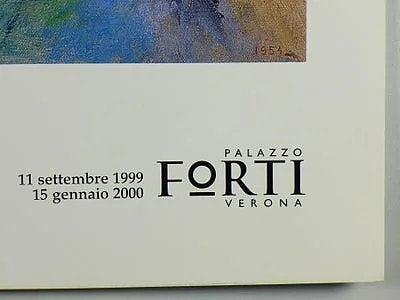 1954
PALAZZO
11 settembre 1999
FORTI
15 gennaio 2000
VERONA